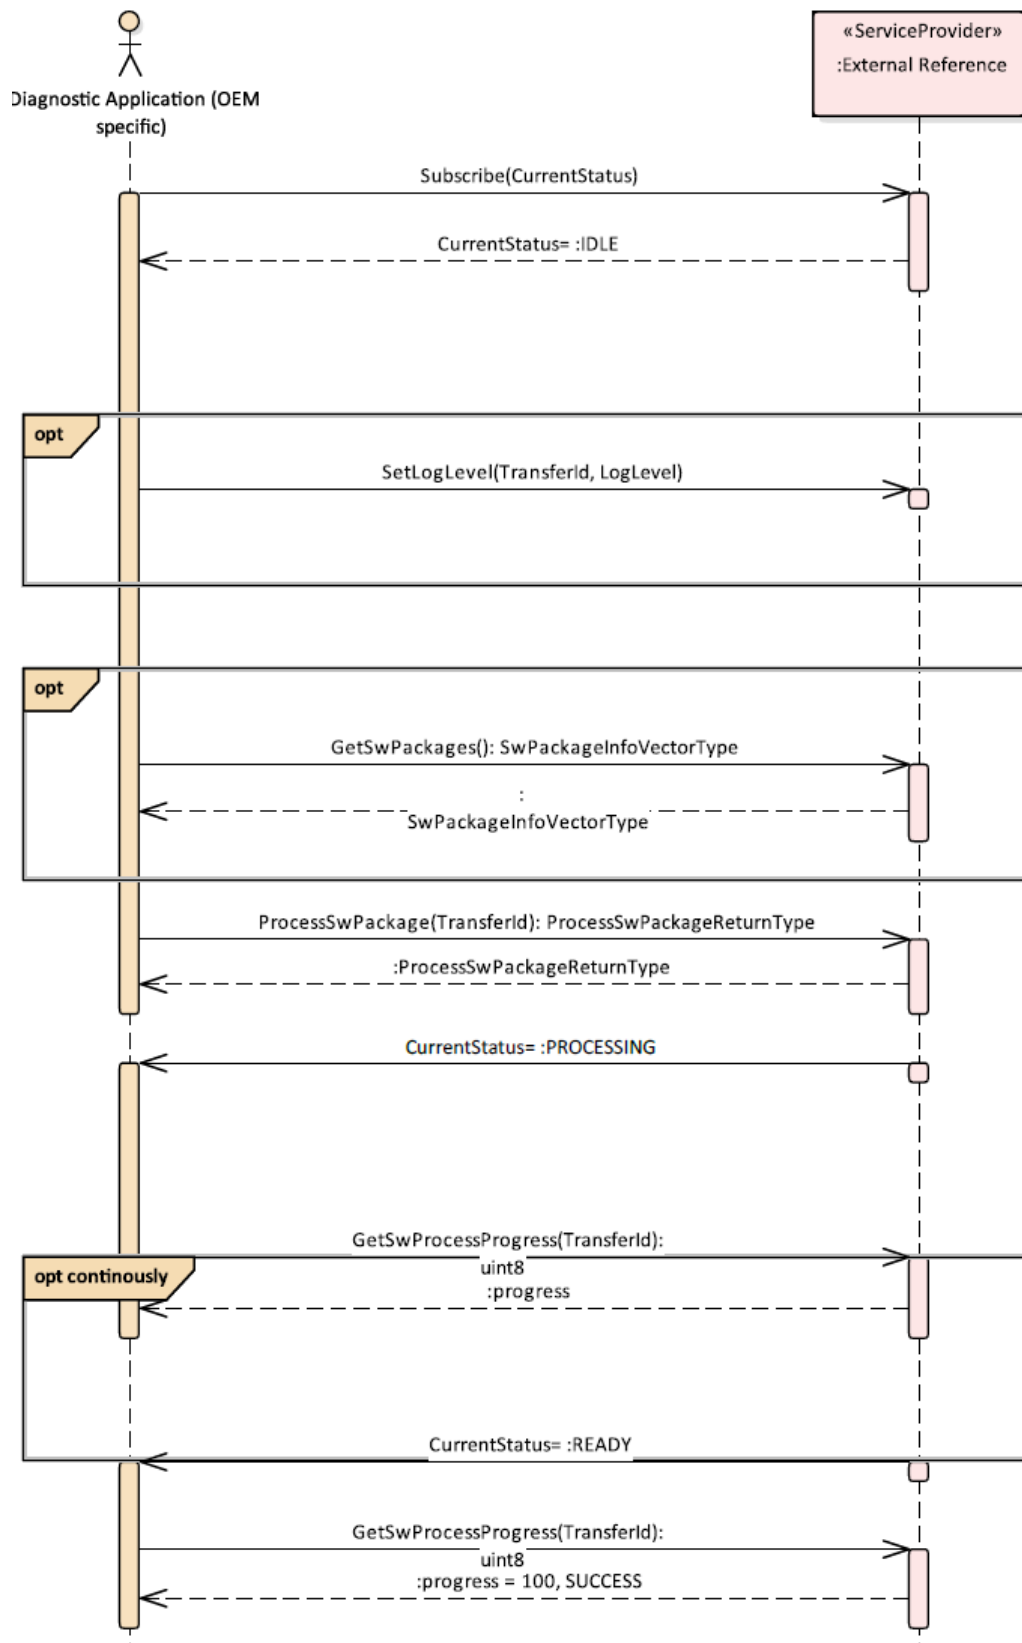 «ServiceProvider»
:External Reference
Diagnostic Application (OEM
specific)
Subscribe(CurrentStatus)
CurrentStatus= :IDLE
opt
SetLogLevel(TransferId, LogLevel)
opt
GetSwPackages(): SwPackageInfoVectorType
:
SwPackageInfoVectorType
ProcessSwPackage(TransferId): ProcessSwPackageReturnType
:ProcessSwPackageReturnType
CurrentStatus= :PROCESSING
GetSwProcessProgress(TransferId):
uint8
opt continously
:progress
CurrentStatus= :READY
GetSwProcessProgress(TransferId):
uint8
:progress = 100, SUCCESS